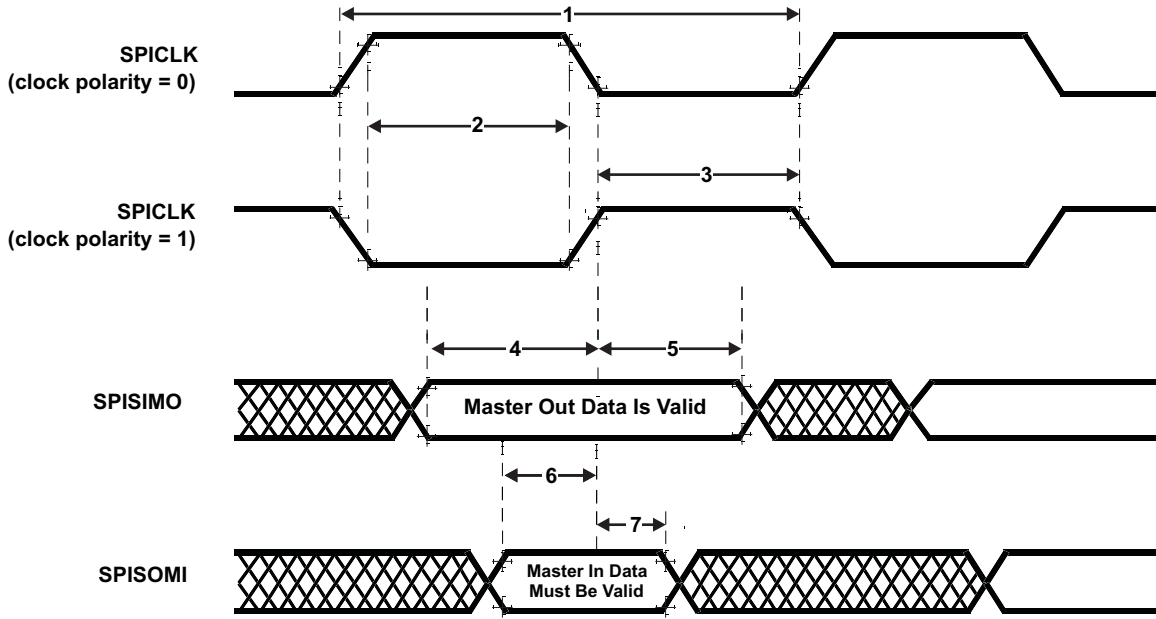 1
SPICLK
(clock polarity = 0)
2
3
SPICLK
(clock polarity = 1)
4
5
SPISIMO
Master Out Data Is Valid
6
7
SPISOMI
Master In Data
Must Be Valid